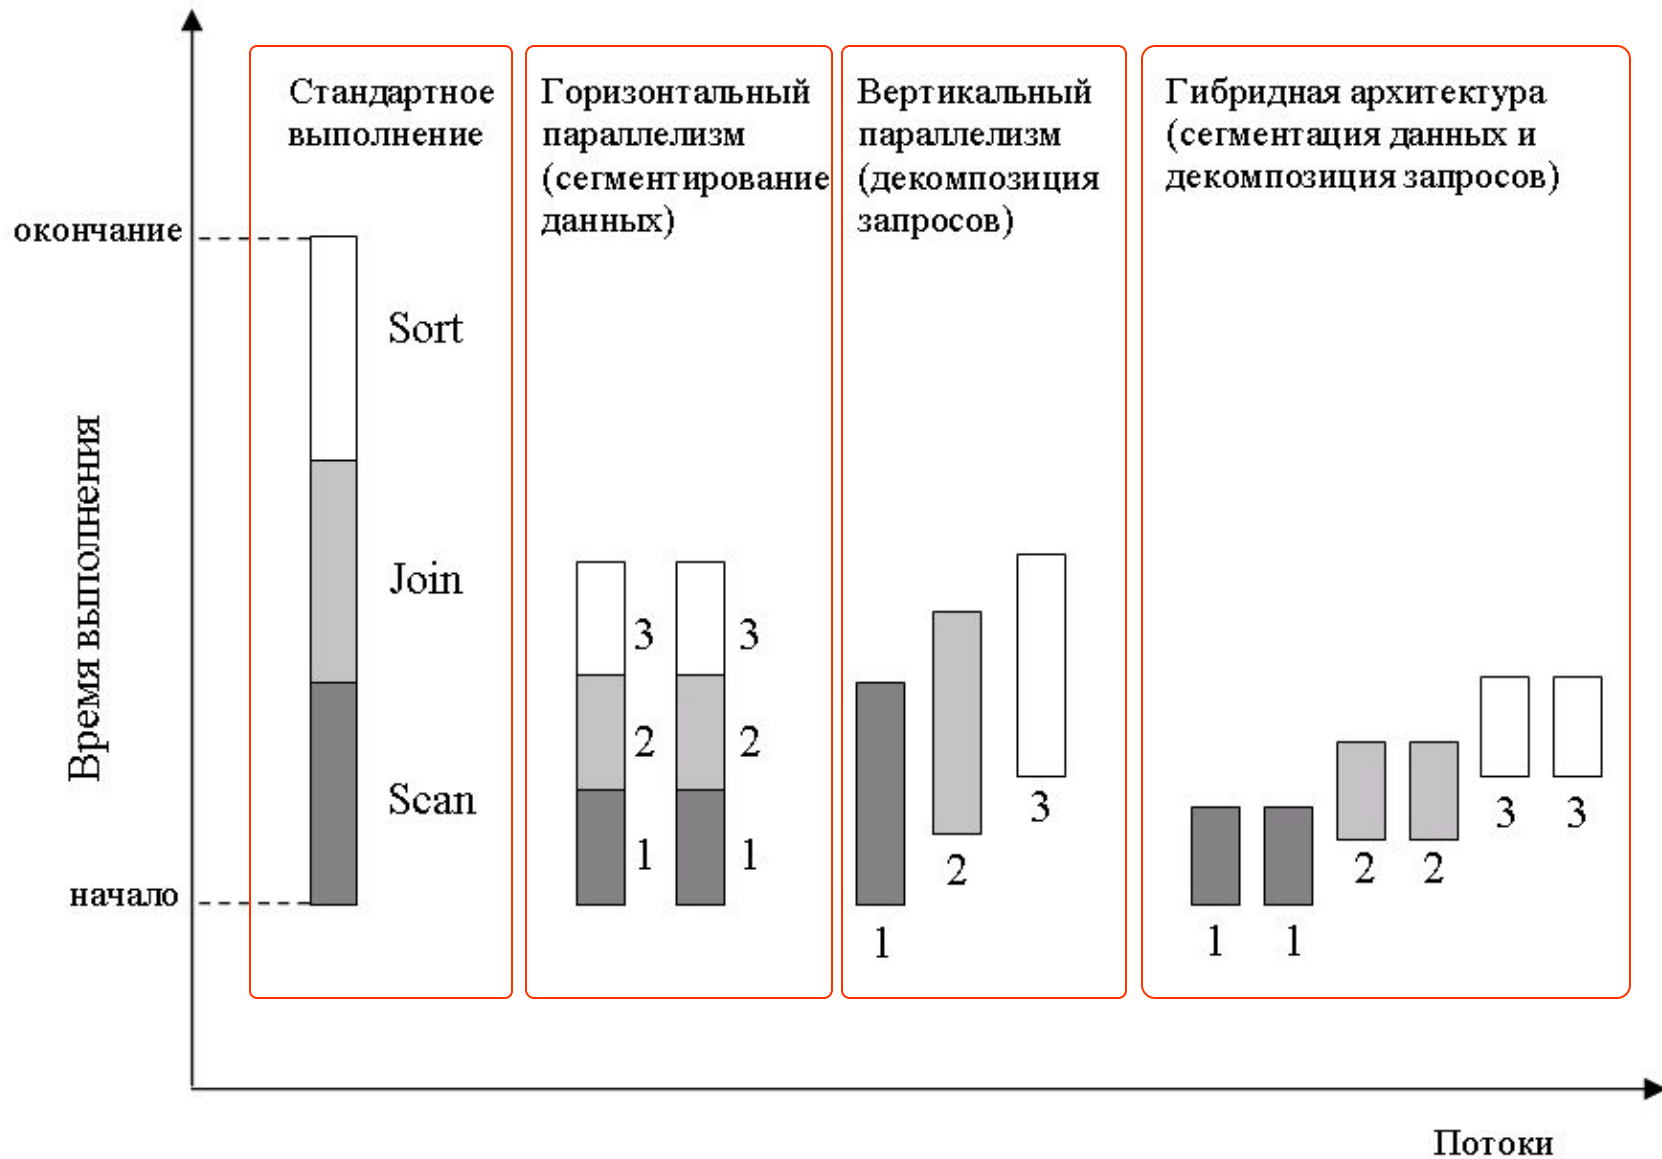 Стандартное
выполнение
Горизонтальный
параллелизм
(сегментирование
данных)
Вертикальный
параллелизм
(декомпозиция
запросов)
Гибридная архитектура
(сегментация данных и
декомпозиция запросов)
окончание
Sort
Join
Scan
начало
Время выполнения
3
3
2
2
1
1
3
2
1
3
3
2
2
1
1
Потоки